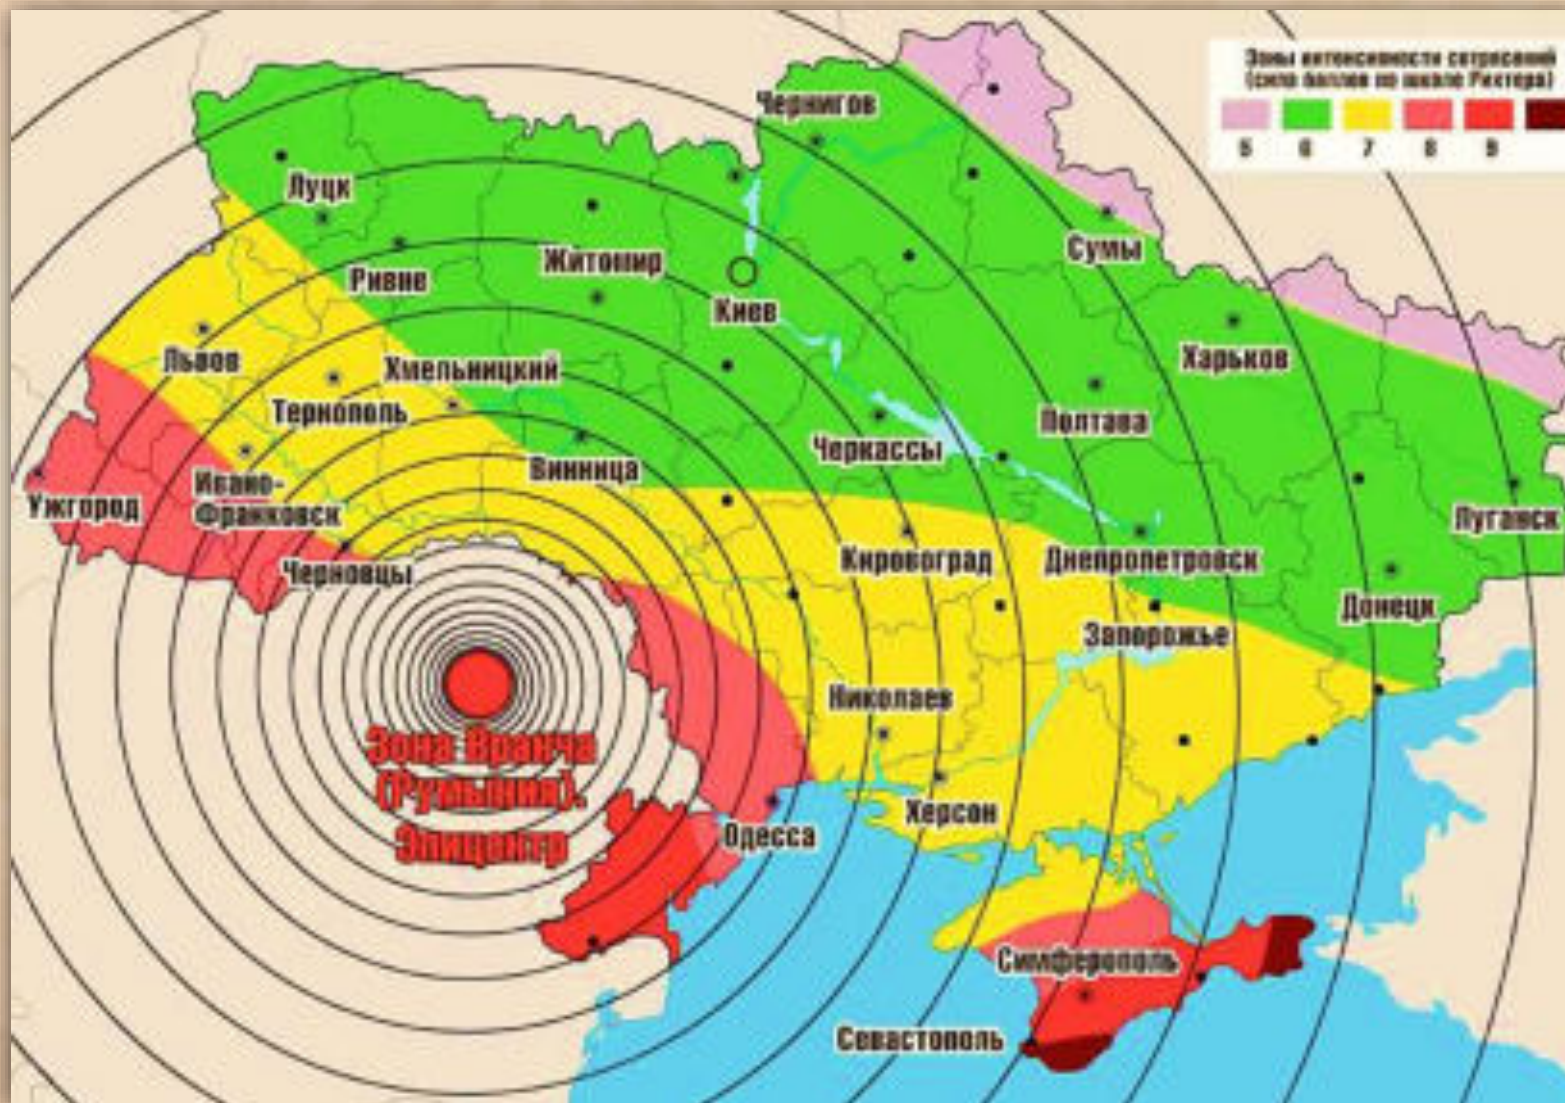 Зоны интенсивности сотрясений
(сила баллов по шкале Рихтера)
5 6 7 8 9
Чернигов
Луцк
Сумы
Житомир
Ривне
Киев
Харьков
Львов
Хмельницкий
Тернополь
Полтава
Черкассы
Винница
Ивано-
Франковск
Ужгород
Луганск
Кировоград
Днепропетровск
Черновцы
Донецк
Запорожье
Николаев
Зона Вранча
(Румыния).
Эпицентр
Херсон
Одесса
Симферополь
Севастополь